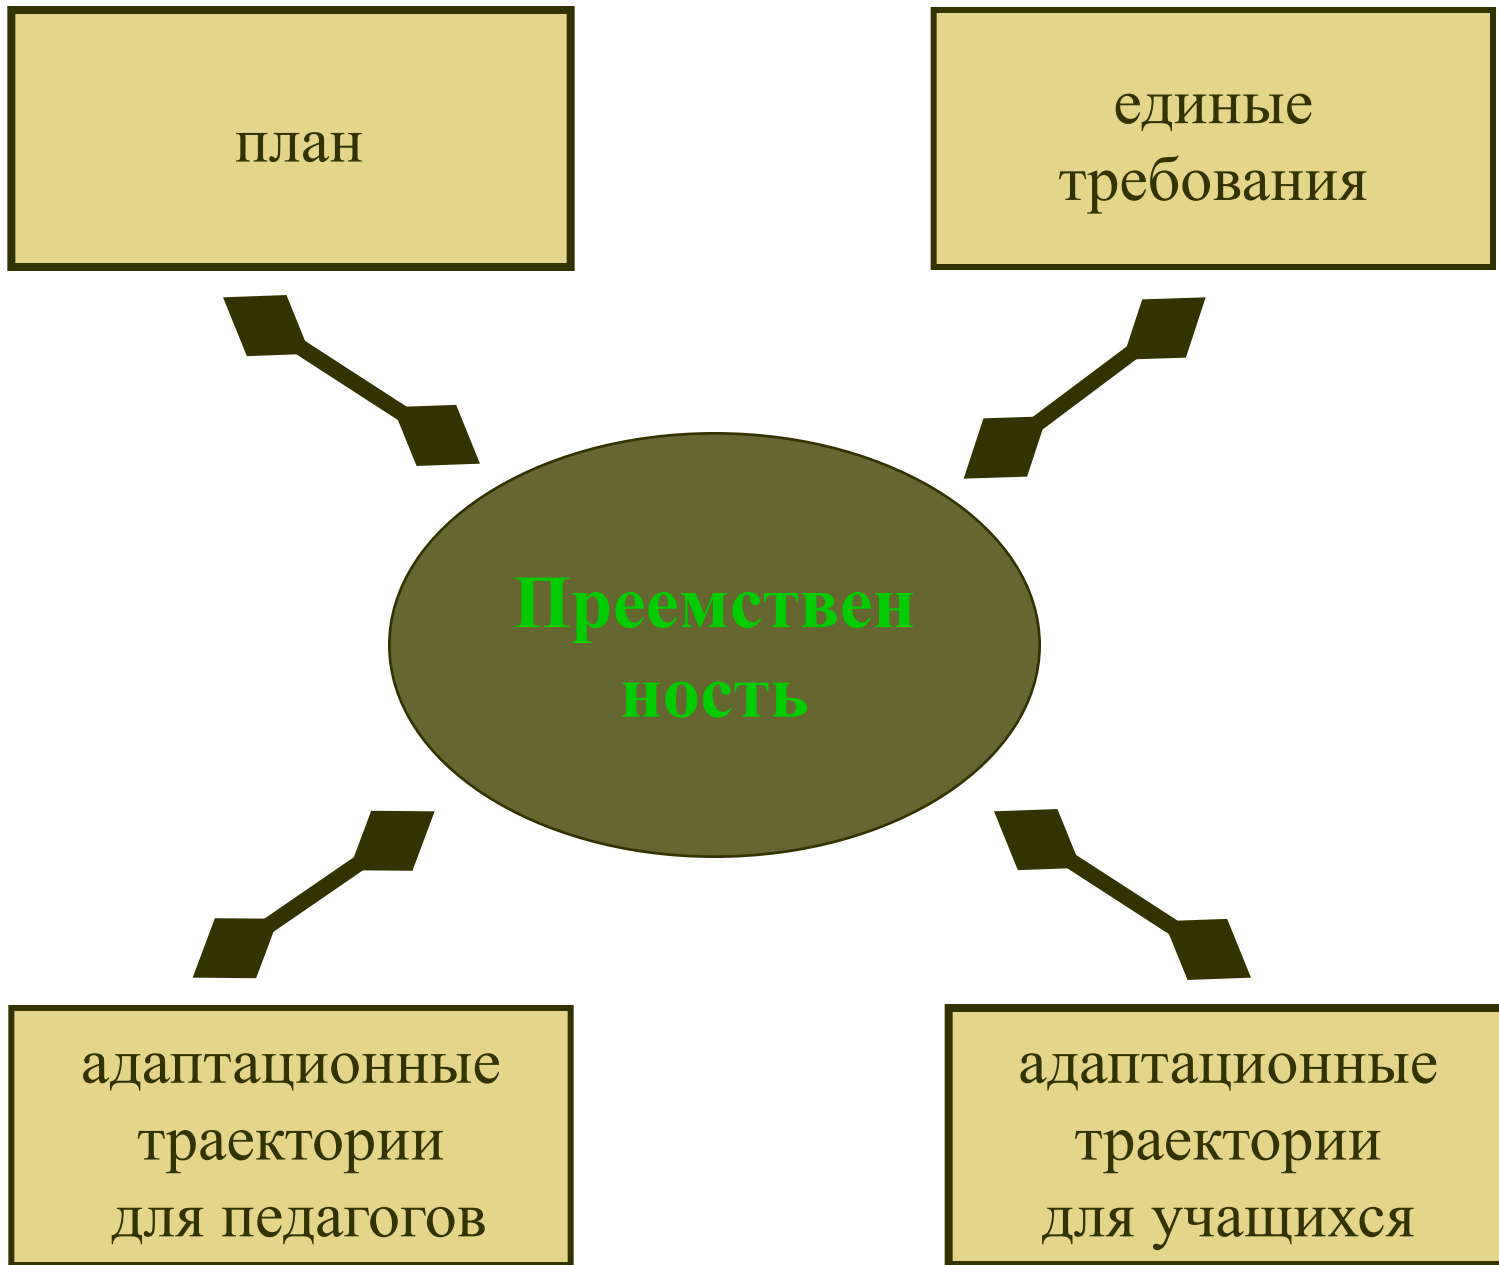 план
единые
требования
Преемствен
ность
адаптационные
траектории
для педагогов
адаптационные
траектории
для учащихся